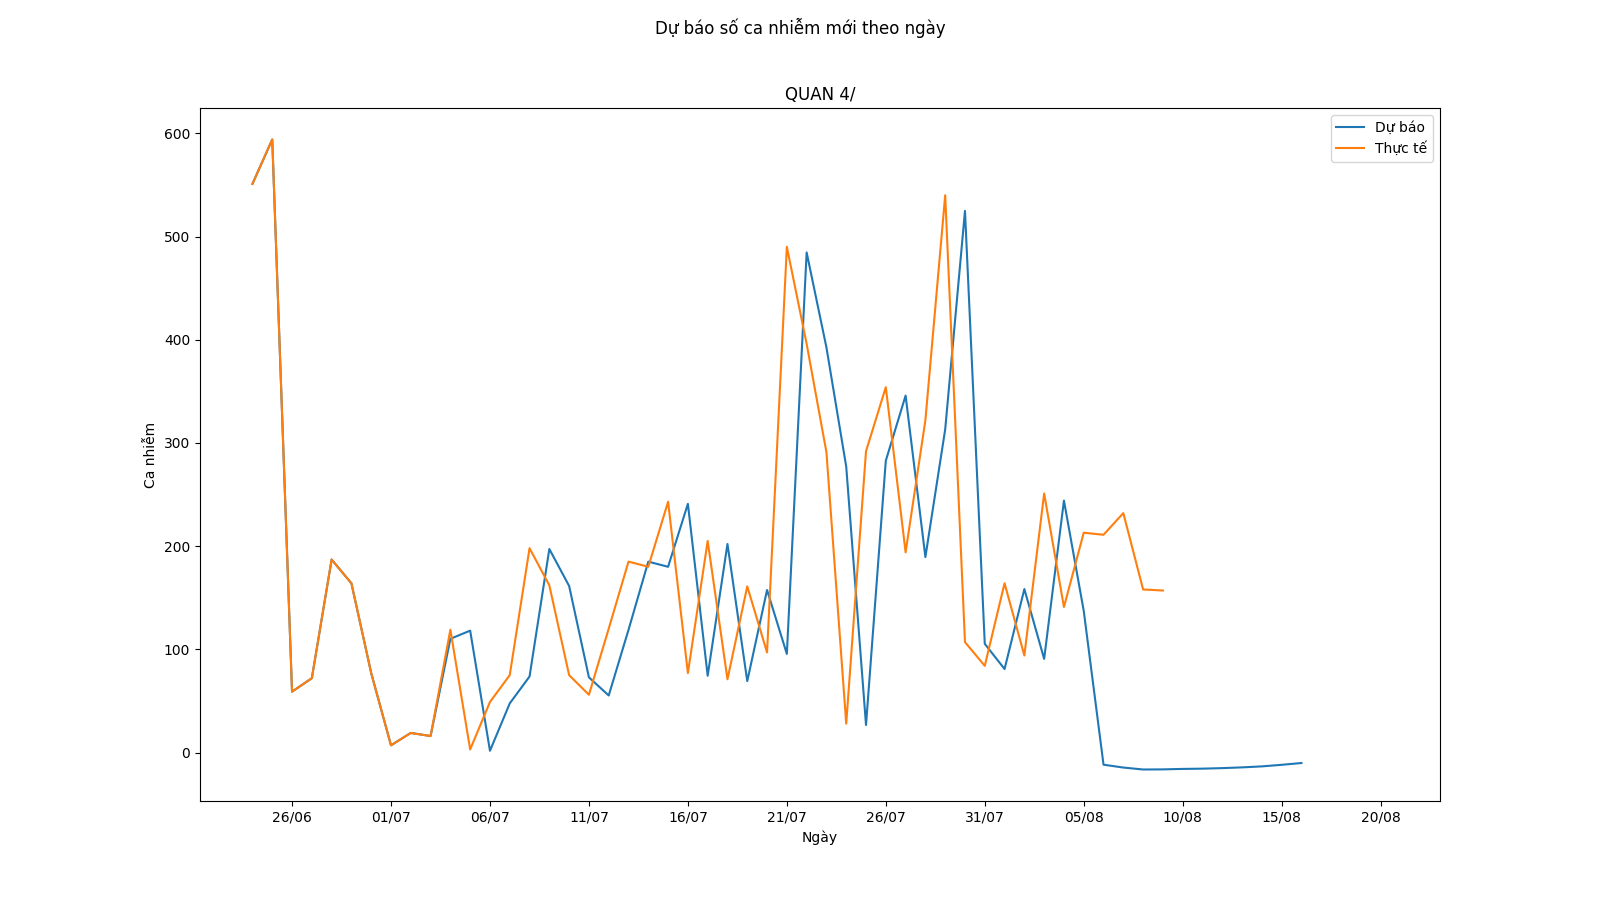 Dự báo số ca nhiễm mới theo ngày
QUAN 4/
Dự báo
Thực tế
600
500
400
300
200
100
0
Ca nhiễm
26/06 01/07 06/07 11/07 16/07 21/07 26/07 31/07 05/08 10/08 15/08 20/08
Ngày